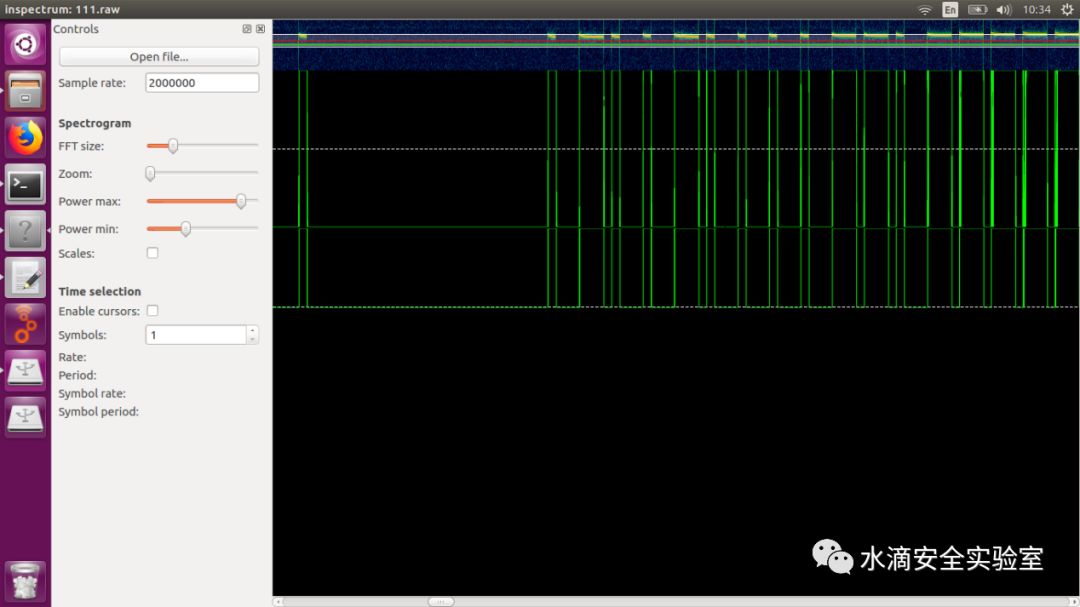 inspectrum: 111.raw
En
10:34
Controls
Open file...
Sample rate: 2000000
Spectrogram
FFT size:
Zoom:
Power max:
Power min:
Scales:
Time selection
Enable cursors:
Symbols: 1
Rate:
Period:
Symbol rate:
Symbol period:
水滴安全实验室